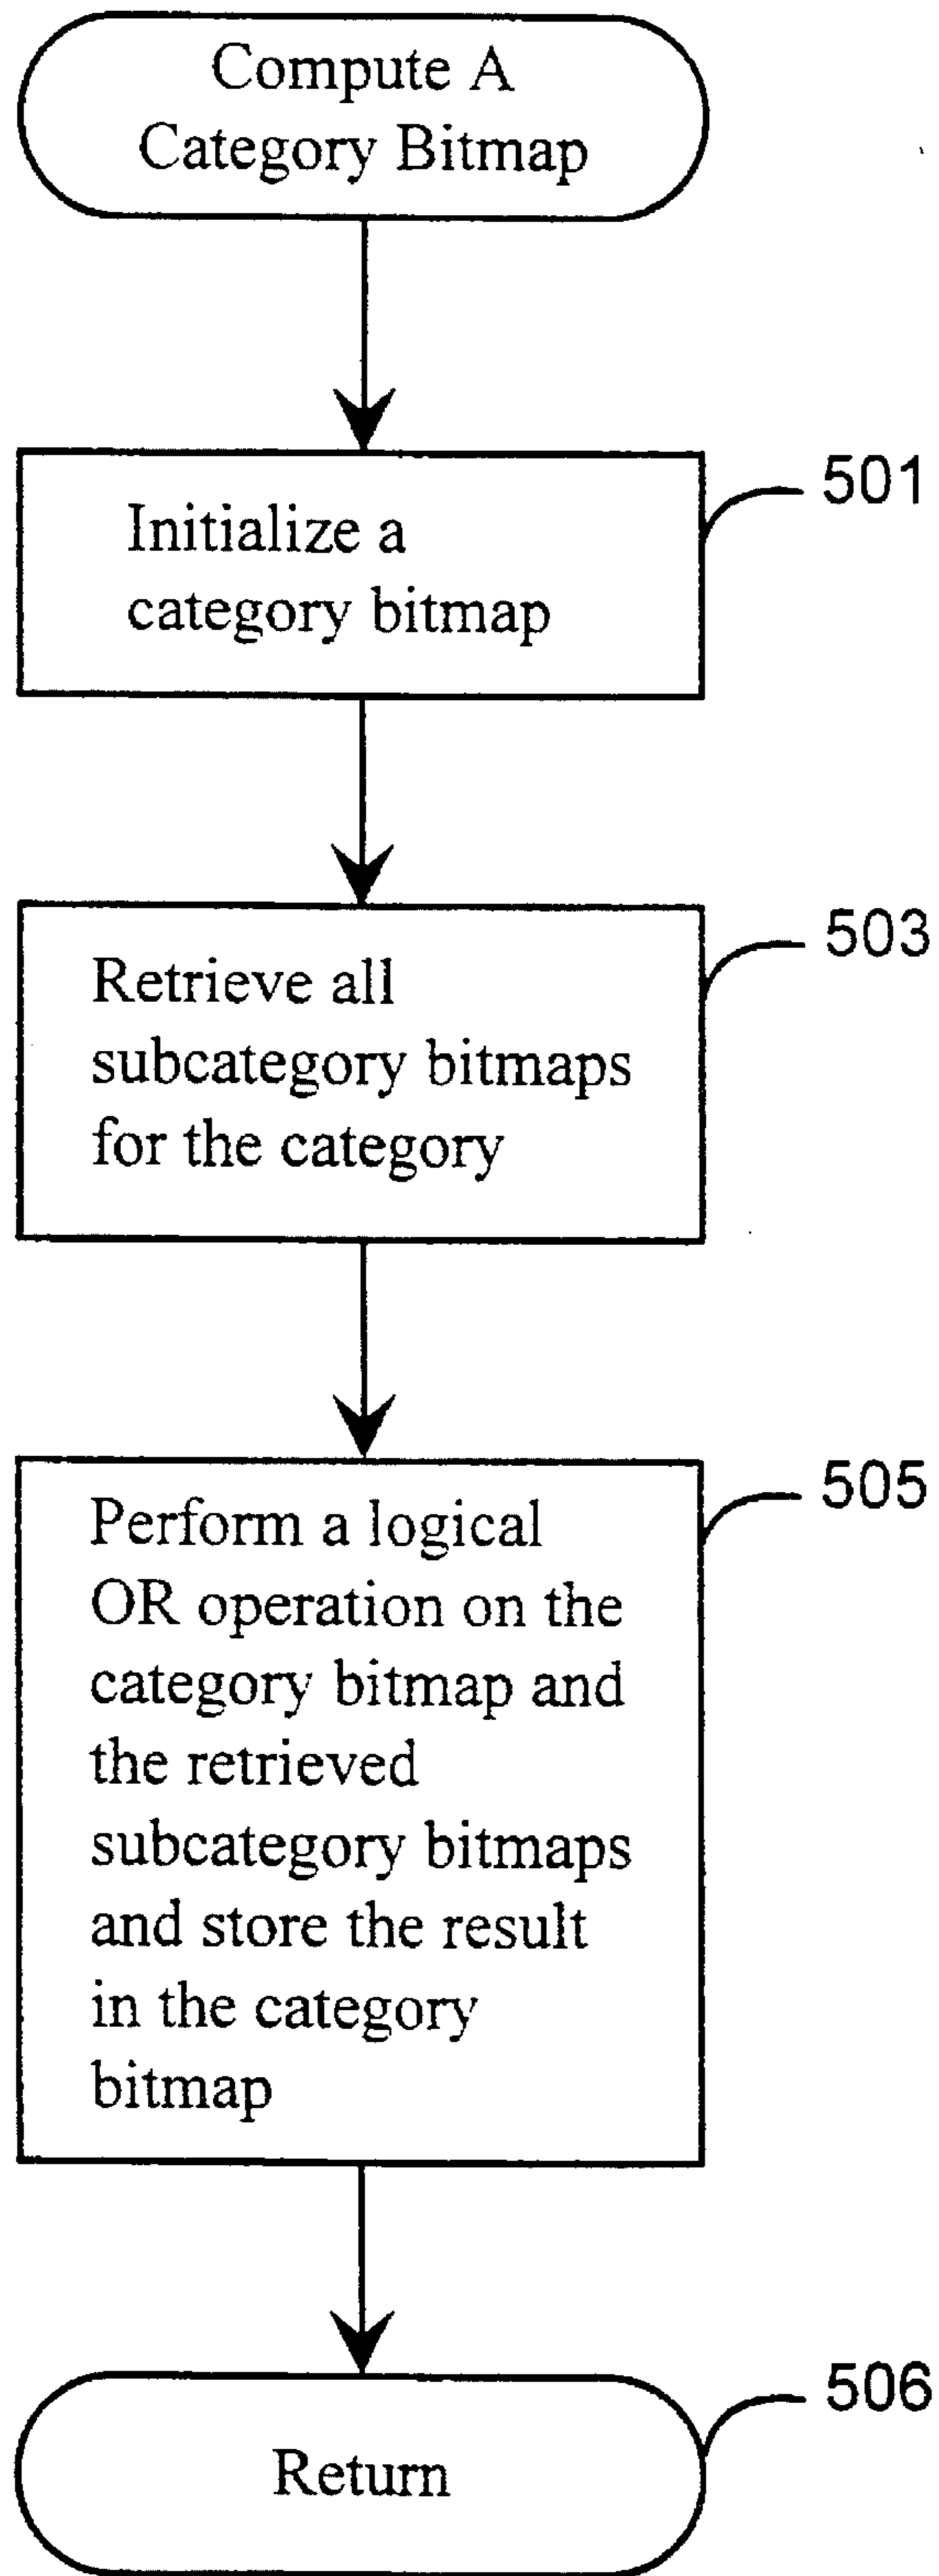 Compute A
Category Bitmap
501
Initialize a
category bitmap
503
Retrieve all
subcategory bitmaps
for the category
505
Perform a logical
OR operation on the
category bitmap and
the retrieved
subcategory bitmaps
and store the result
in the category
bitmap
506
Return